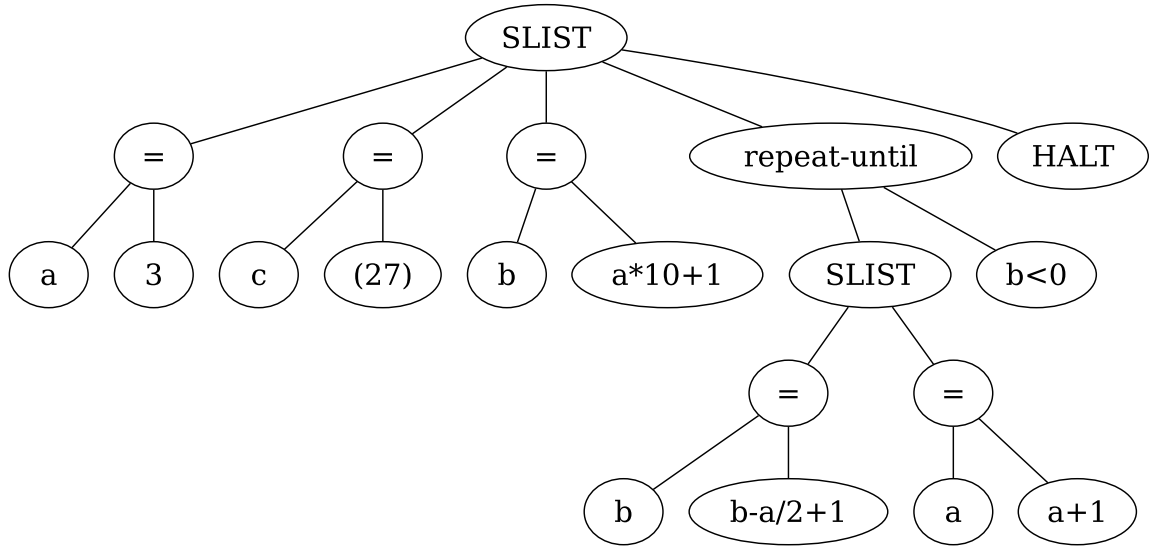 SLIST
= = = repeat-until HALT
a 3 c (27) b a*10+1 SLIST b<0
= =
b b-a/2+1 a a+1